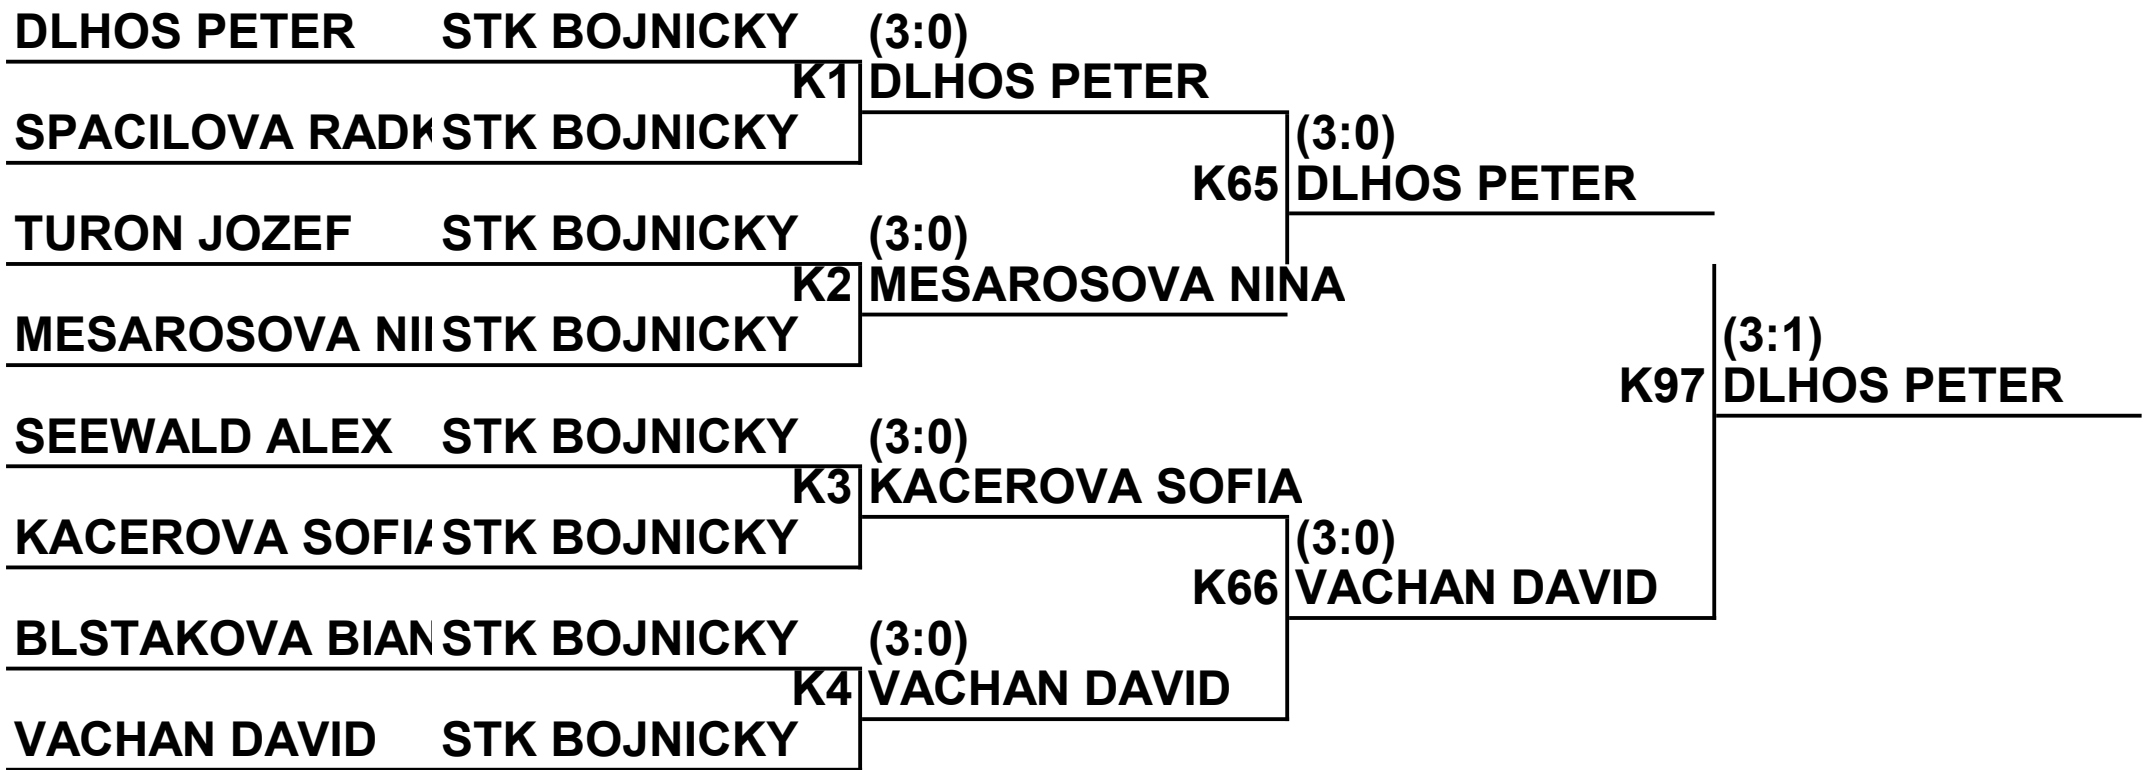 DLHOS PETER STK BOJNICKY (3:0)
K1 DLHOS PETER
SPACILOVA RADK STK BOJNICKY (3:0)
K65 DLHOS PETER
TURON JOZEF STK BOJNICKY (3:0)
K2 MESAROSOVA NINA
MESAROSOVA NI STK BOJNICKY (3:1)
K97 DLHOS PETER
SEEWALD ALEX STK BOJNICKY (3:0)
K3 KACEROVA SOFIA
KACEROVA SOFIA STK BOJNICKY (3:0)
K66 VACHAN DAVID
BLSTAKOVA BIAN STK BOJNICKY (3:0)
K4 VACHAN DAVID
VACHAN DAVID STK BOJNICKY